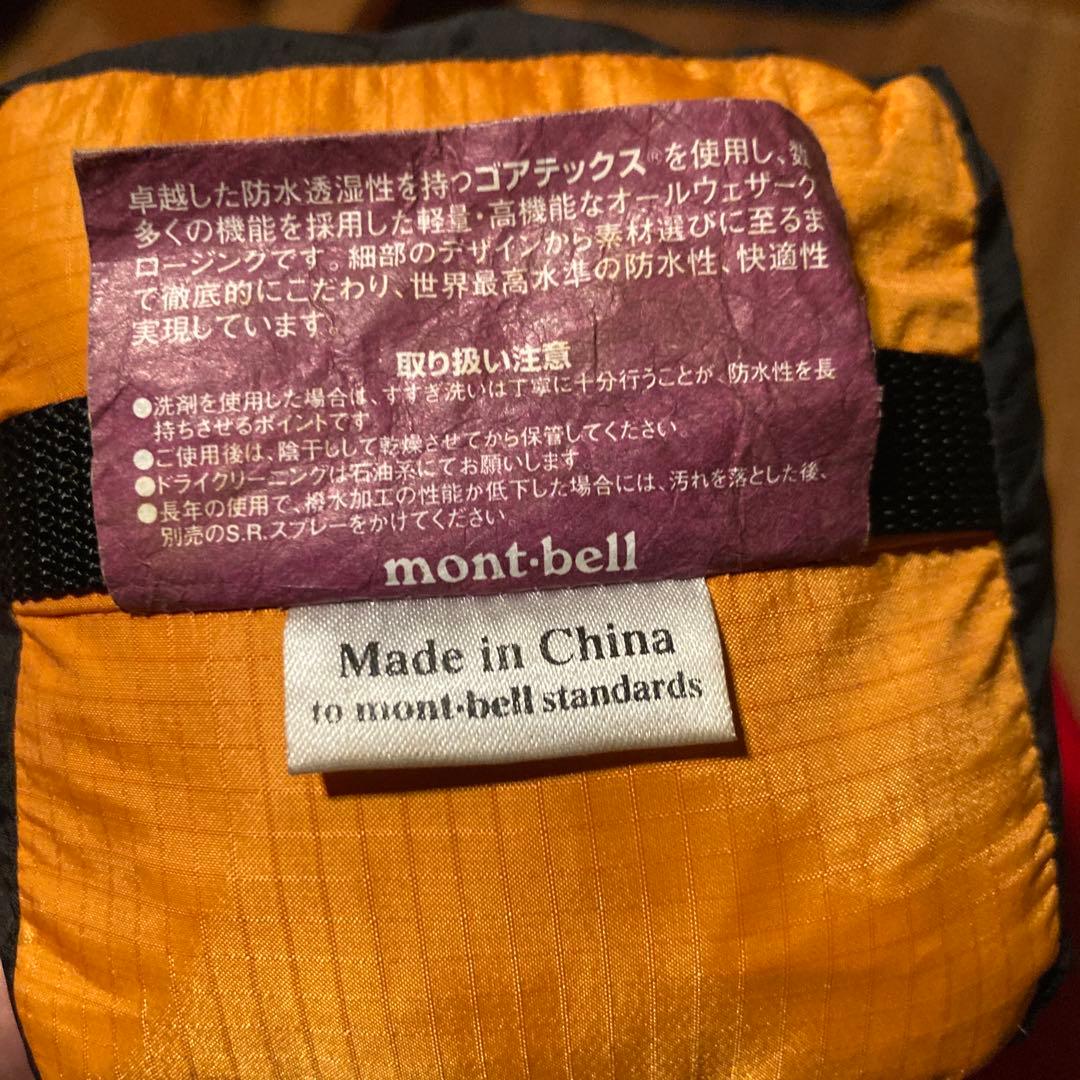 卓越した防水透湿性を持つゴアテックス®を使用し、数
多くの機能を採用した軽量・高機能なオールウェザーク
ロージングです。細部のデザインから素材選びに至るま
で徹底的にこだわり、世界最高水準の防水性、快適性
実現しています。
取り扱い注意
●洗剤を使用した場合は、すすぎ洗いは丁寧に十分行うことが、防水性を長
持ちさせるポイントです
●ご使用後は、陰干しして乾燥させてから保管してください。
●ドライクリーニングは石油系にてお願いします
●長年の使用で、撥水加工の性能が低下した場合には、汚れを落とした後、
別売のS.R.スプレーをかけてください。
mont·bell
Made in China
to mont·bell standards